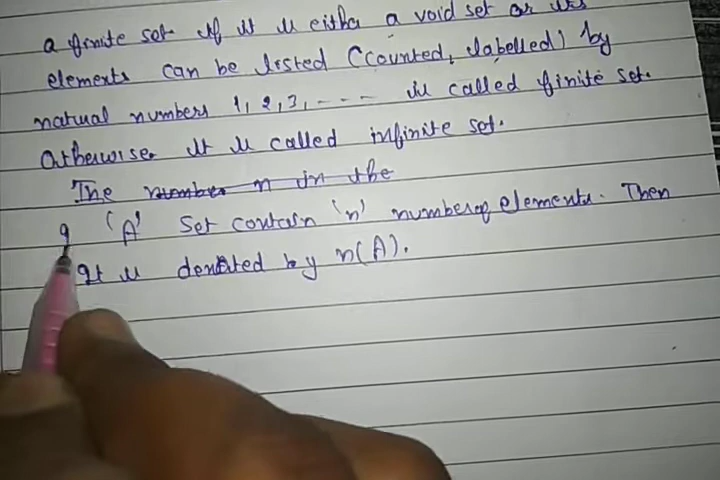 a finite set if it is either a void set or its
elements can be listed (counted, labelled) by
natural numbers 1, 2, 3, ---- is called finite set.
Otherwise. It is called infinite set.
The number n in the
'A' Set contain 'n' number of elements. Then
It is denoted by n(A).